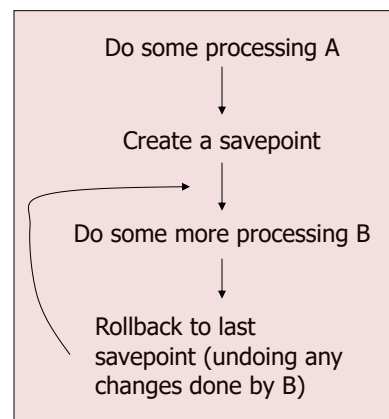 Do some processing A
Create a savepoint
Do some more processing B
Rollback to last
savepoint (undoing any
changes done by B)